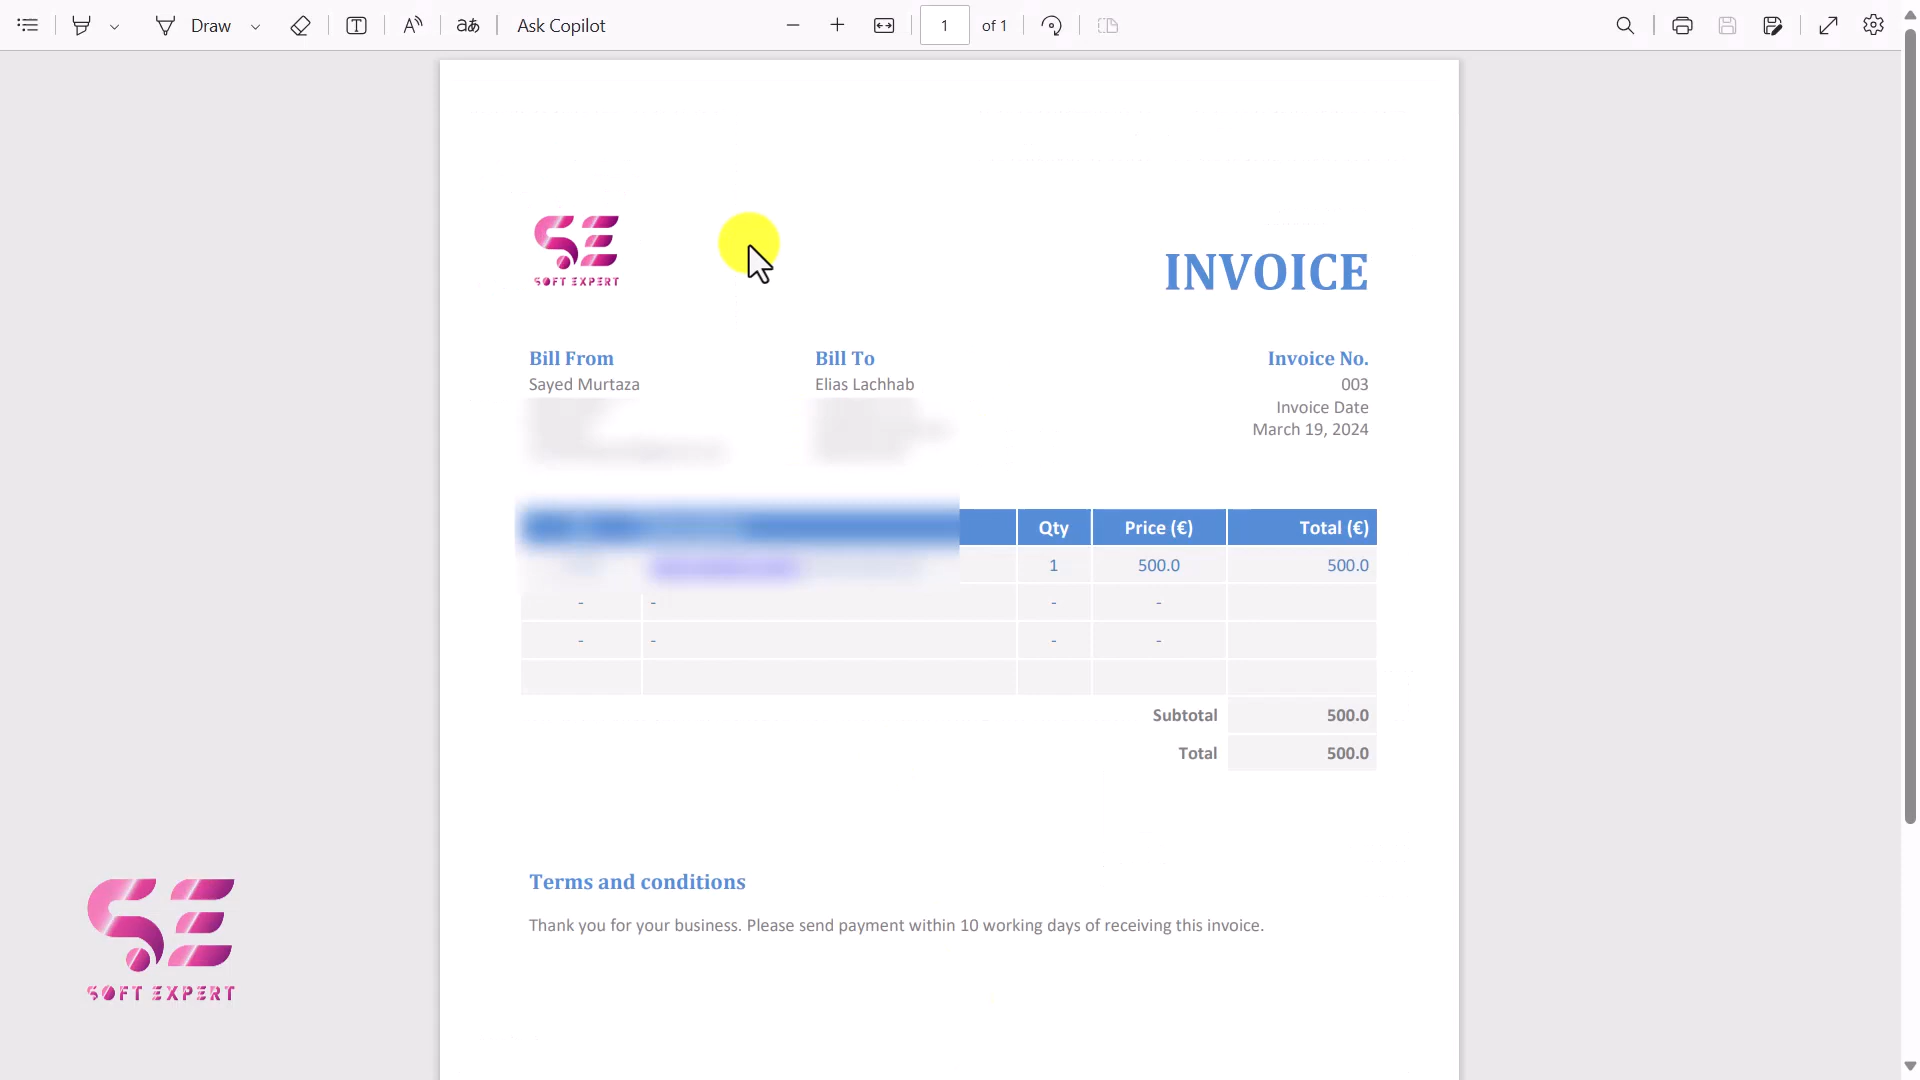 Draw
aあ
Ask Copilot
1 of 1
SOFT EXPERT
INVOICE
Bill From
Sayed Murtaza
Bill To
Elias Lachhab
Invoice No.
003
Invoice Date
March 19, 2024
Qty Price (€) Total (€)
1 500.0 500.0
- - - -
- - - -
Subtotal 500.0
Total 500.0
Terms and conditions
Thank you for your business. Please send payment within 10 working days of receiving this invoice.
SOFT EXPERT